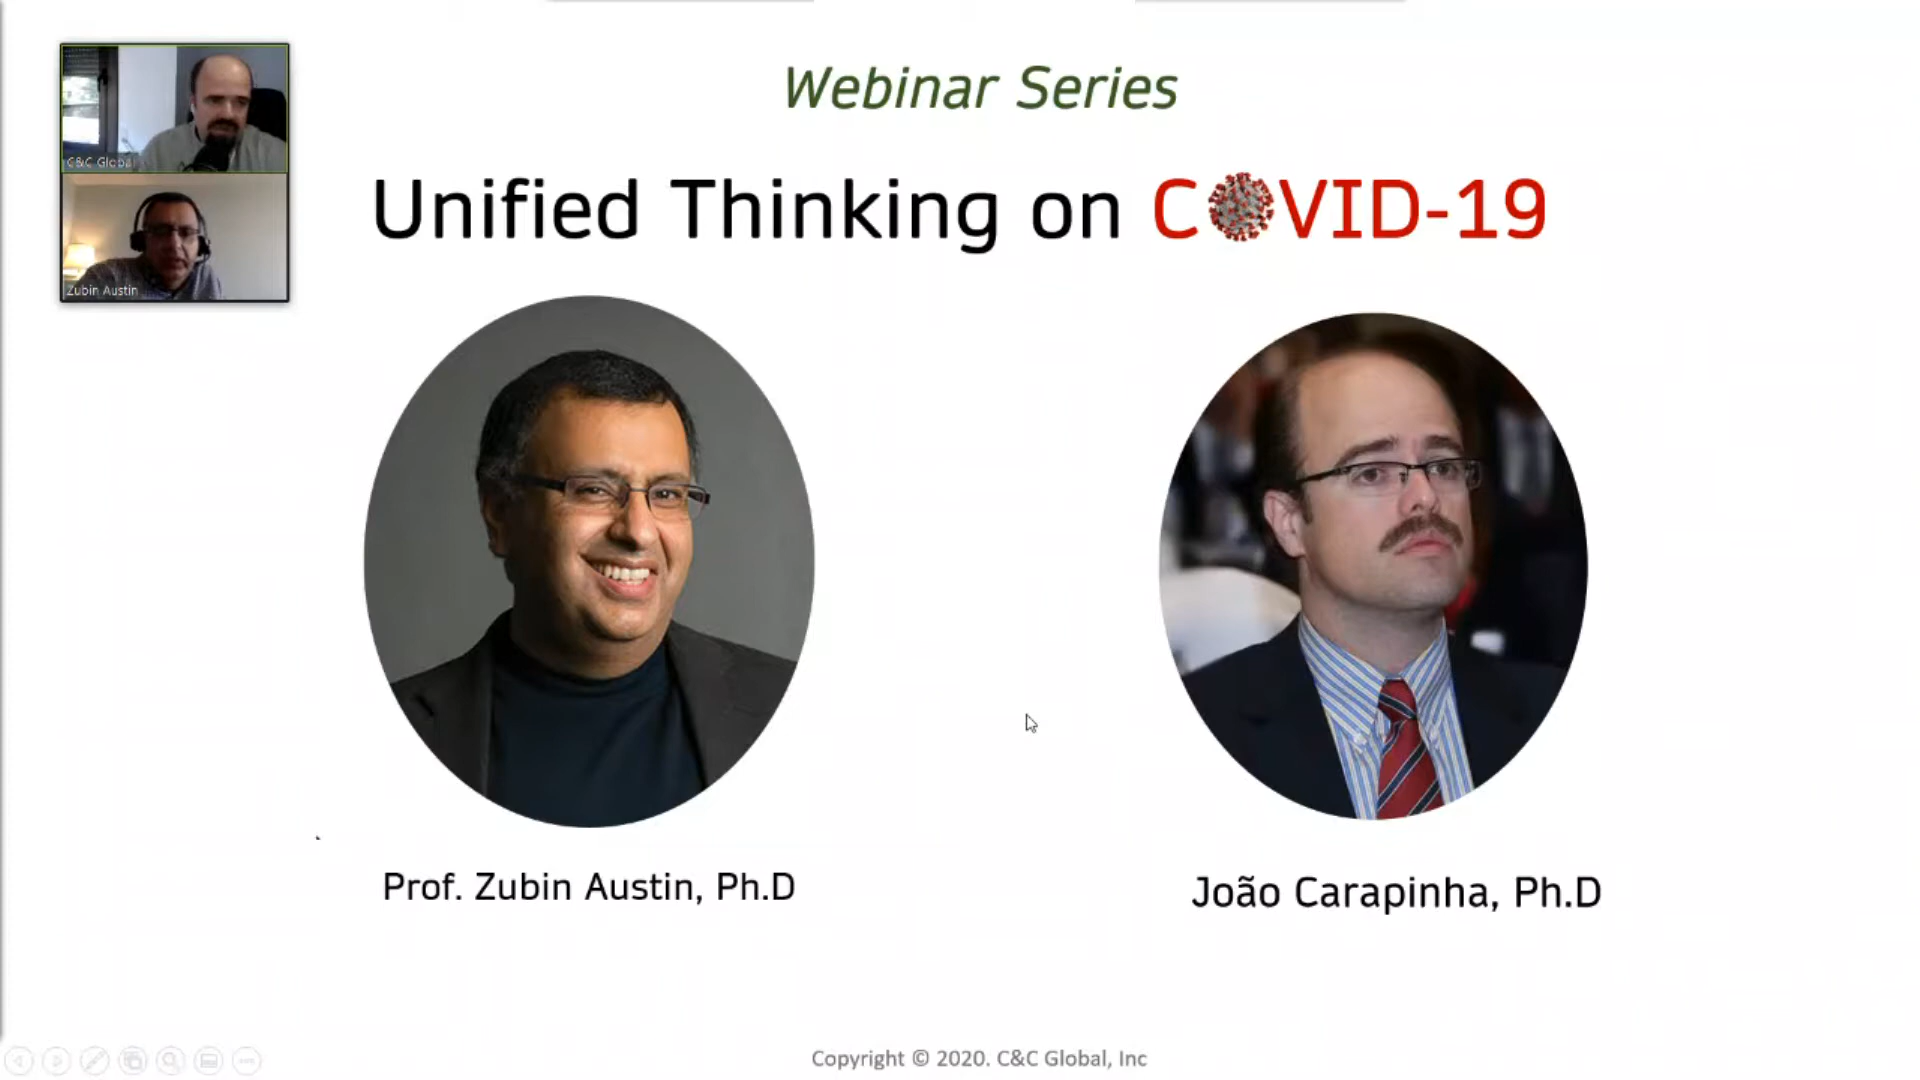 C&C Global
Zubin Austin
Webinar Series
Unified Thinking on COVID-19
Prof. Zubin Austin, Ph.D
João Carapinha, Ph.D
Copyright © 2020. C&C Global, Inc